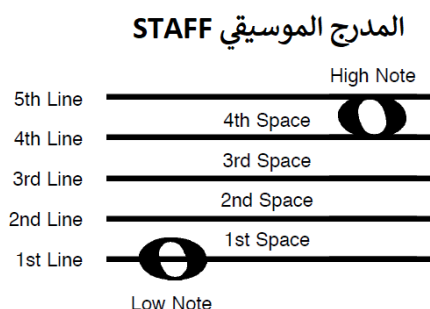 المدرج الموسيقي STAFF
High Note
5th Line
4th Space
4th Line
3rd Space
3rd Line
2nd Space
2nd Line
1st Space
1st Line
Low Note